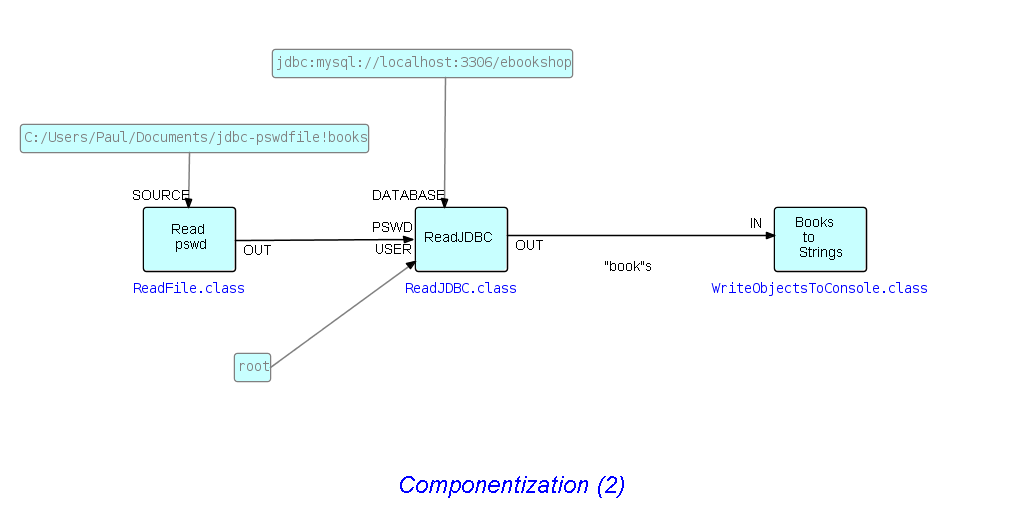 jdbc:mysql://localhost:3306/ebookshop
C:/Users/Paul/Documents/jdbc-pswdfile!books
SOURCE
DATABASE
Read
pswd
OUT
PSWD
USER
ReadJDBC
OUT
"book"s
IN
Books
to
Strings
ReadFile.class
ReadJDBC.class
WriteObjectsToConsole.class
root
Componentization (2)